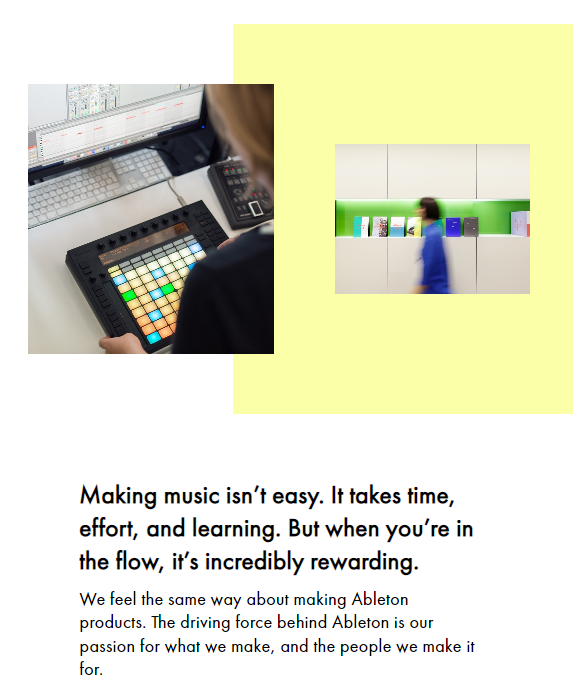 Making music isn’t easy. It takes time,
effort, and learning. But when you’re in
the flow, it’s incredibly rewarding.
We feel the same way about making Ableton
products. The driving force behind Ableton is our
passion for what we make, and the people we make it
for.